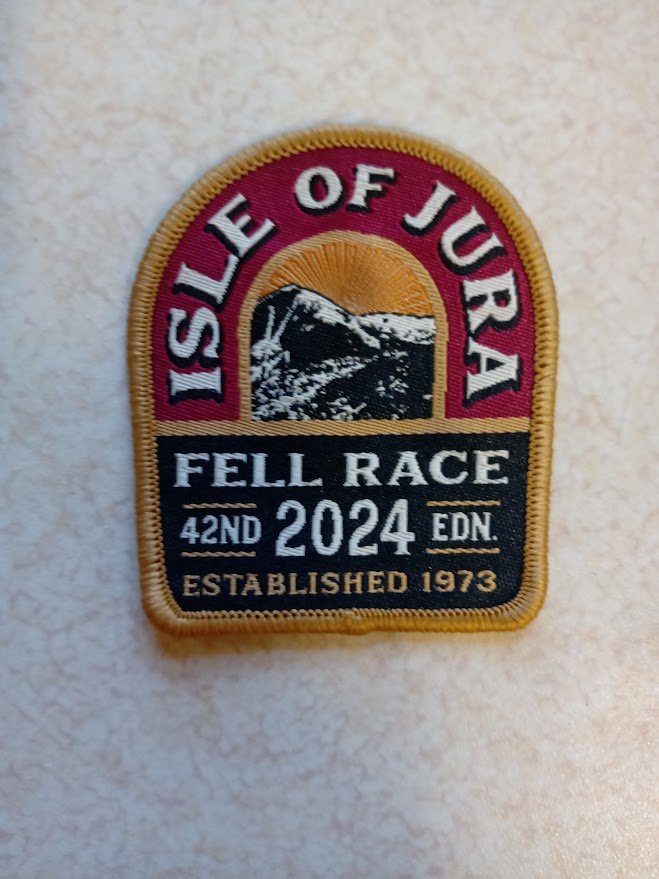 ISLE OF JURA
FELL RACE
42ND 2024 EDN.
ESTABLISHED 1973